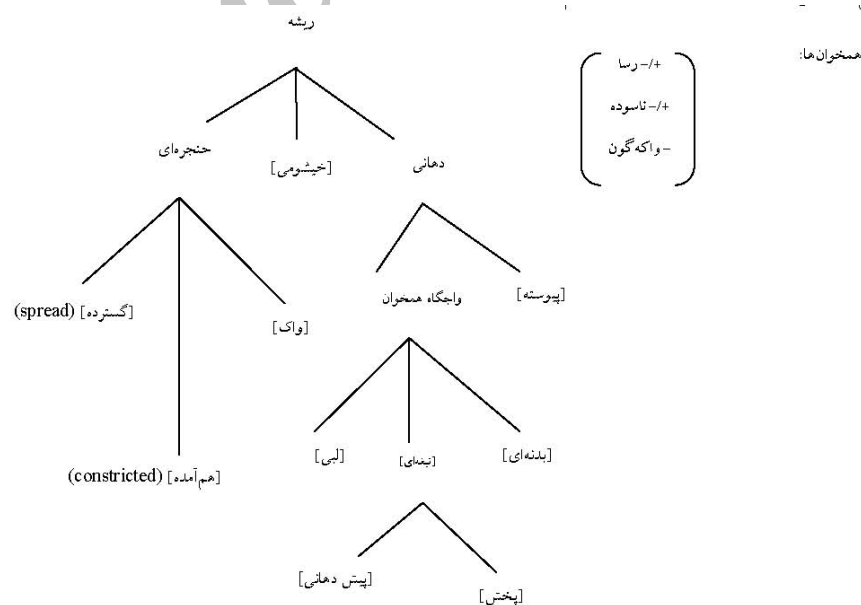 همخوان‌ها:
+/- رسا
+/- ناسوده
- واکه‌گون
ریشه
دهانی
[خیشومی]
حنجره‌ای
[پیوسته]
واجگاه همخوان
[واک]
[گسترده] (spread)
[بدنه‌ای]
[تیغه‌ای]
[لبی]
[هم‌آمده] (constricted)
[پیش دهانی]
[پخش]